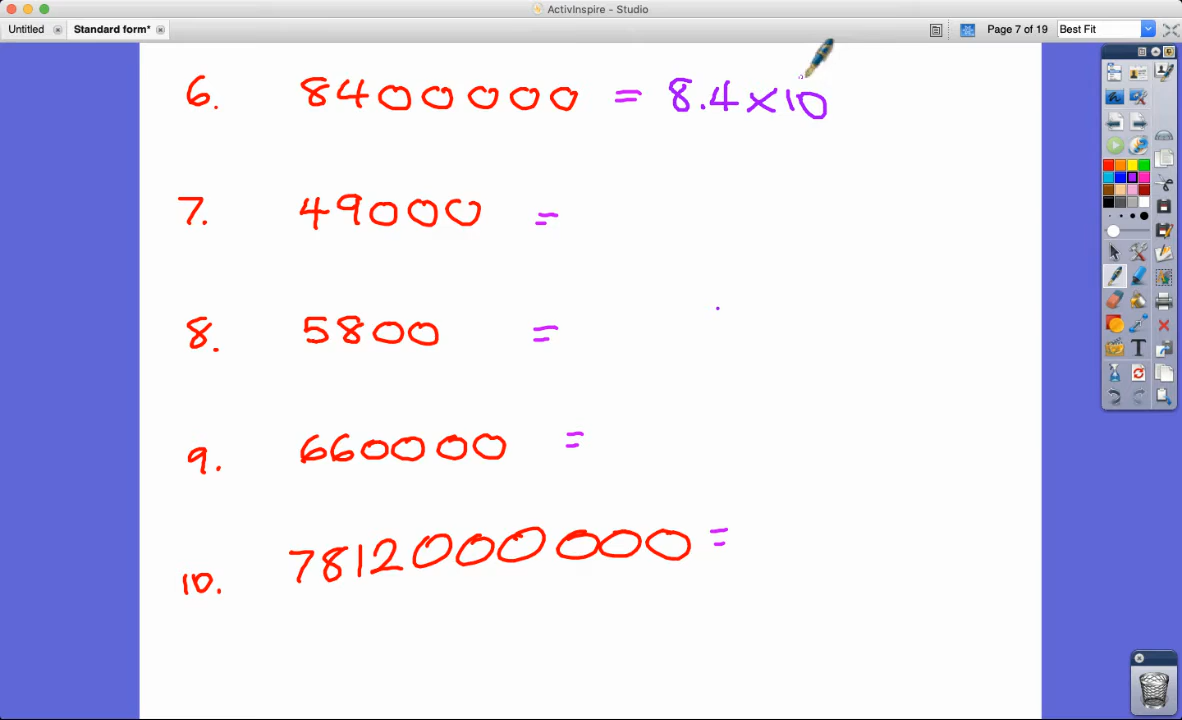 ActivInspire - Studio
Untitled Standard form* Page 7 of 19 Best Fit
6. 8400000 = 8.4 x 10
7. 49000 =
8. 5800 =
9. 660000 =
10. 7812000000 =
T